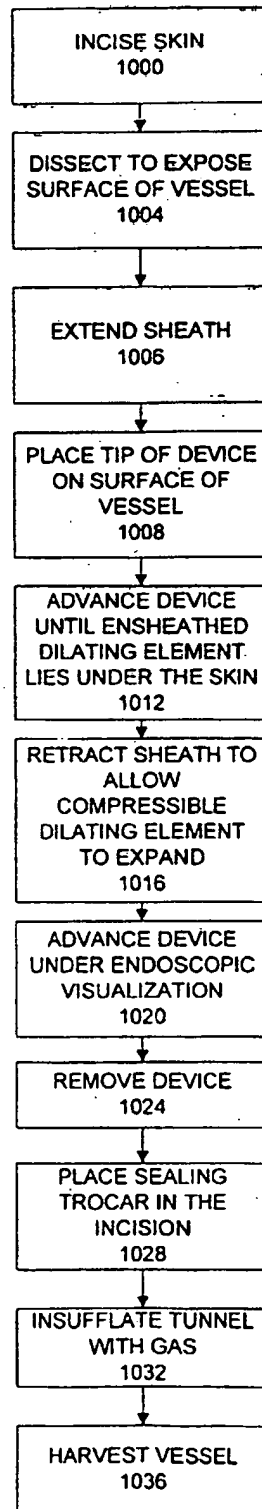 INCISE SKIN
1000
DISSECT TO EXPOSE
SURFACE OF VESSEL
1004
EXTEND SHEATH
1006
PLACE TIP OF DEVICE
ON SURFACE OF
VESSEL
1008
ADVANCE DEVICE
UNTIL ENSHEATHED
DILATING ELEMENT
LIES UNDER THE SKIN
1012
RETRACT SHEATH TO
ALLOW
COMPRESSIBLE
DILATING ELEMENT
TO EXPAND
1016
ADVANCE DEVICE
UNDER ENDOSCOPIC
VISUALIZATION
1020
REMOVE DEVICE
1024
PLACE SEALING
TROCAR IN THE
INCISION
1028
INSUFFLATE TUNNEL
WITH GAS
1032
HARVEST VESSEL
1036